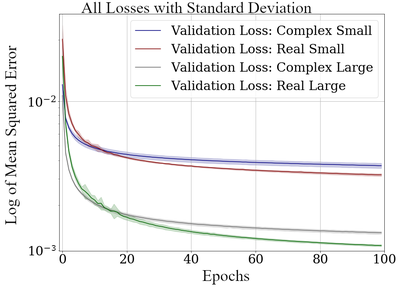 All Losses with Standard Deviation
Validation Loss: Complex Small
Validation Loss: Real Small
Validation Loss: Complex Large
Validation Loss: Real Large
Log of Mean Squared Error
10⁻²
10⁻³
0 20 40 60 80 100
Epochs